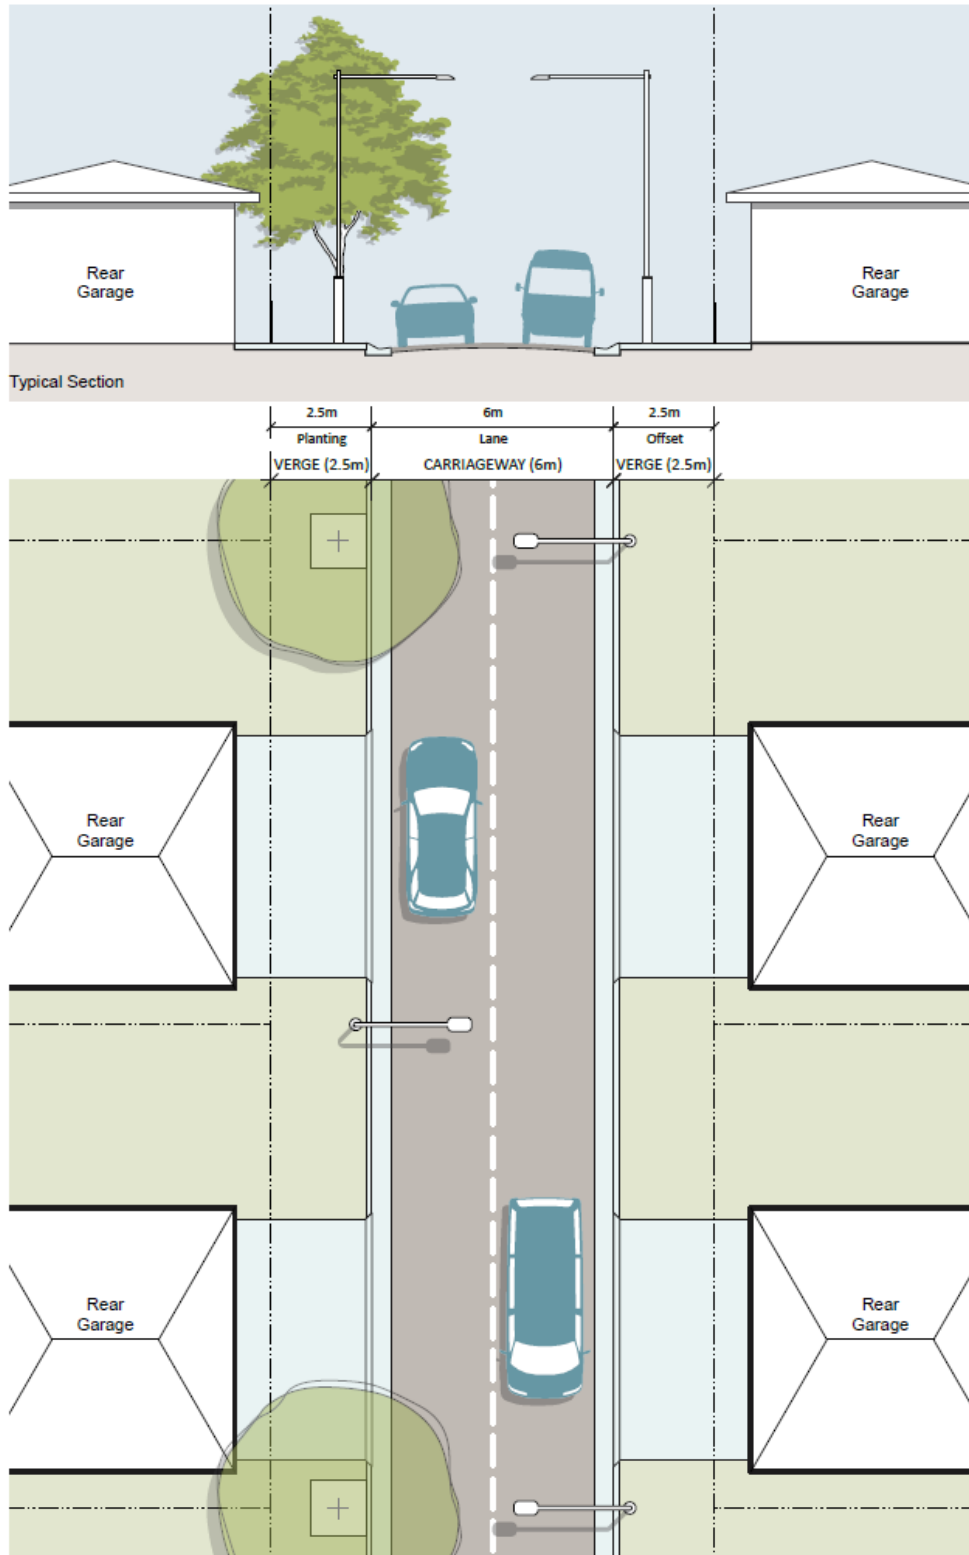 Rear
Garage
Rear
Garage
Typical Section
2.5m
6m
2.5m
Planting
Lane
Offset
VERGE (2.5m)
CARRIAGEWAY (6m)
VERGE (2.5m)
Rear
Garage
Rear
Garage
Rear
Garage
Rear
Garage